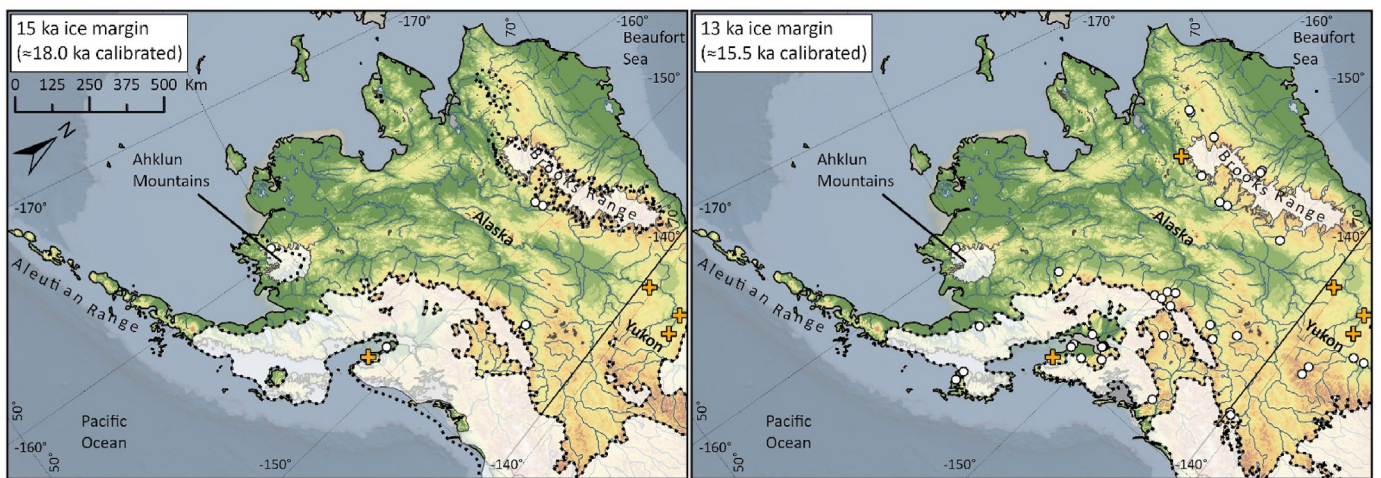 15 ka ice margin
(≈18.0 ka calibrated)
0 125 250 375 500 Km
N
-170°
70°
-160°
Beaufort
Sea
-150°
Ahklun
Mountains
Brooks Range
70°
-140°
Alaska
-170°
Aleutian Range
Yukon
Pacific
Ocean
50°
-160°
50°
-150°
-140°
13 ka ice margin
(≈15.5 ka calibrated)
-170°
70°
-160°
Beaufort
Sea
-150°
Ahklun
Mountains
Brooks Range
70°
-140°
Alaska
-170°
Aleutian Range
Yukon
Pacific
Ocean
50°
-160°
50°
-150°
-140°